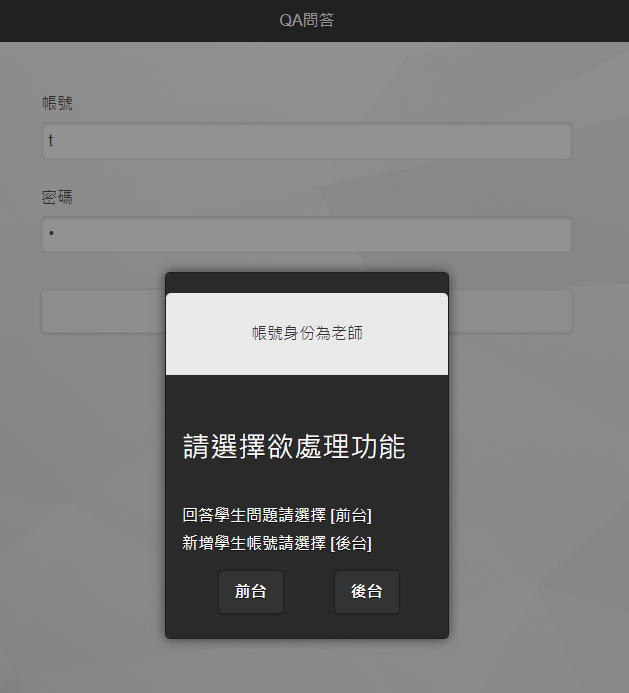 QA問答
帳號
t
密碼
•
帳號身份為老師
請選擇欲處理功能
回答學生問題請選擇 [前台]
新增學生帳號請選擇 [後台]
前台
後台